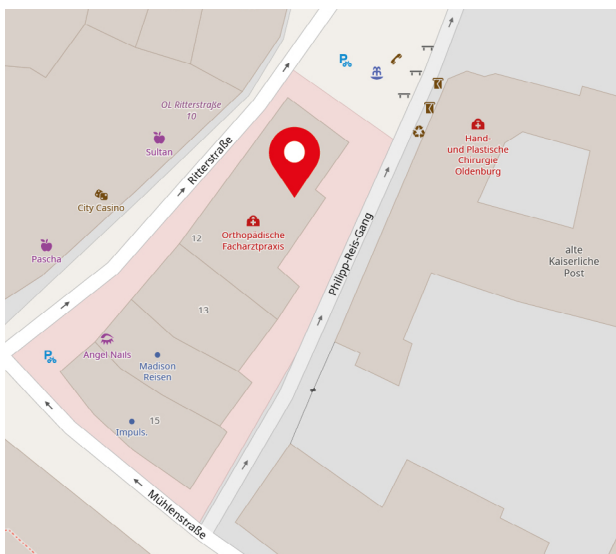 OL Ritterstraße
10
Sultan
Ritterstraße
City Casino
Pascha
Hand-
und Plastische
Chirurgie
Oldenburg
Orthopädische
Facharztpraxis
12
Philipp-Reis-Gang
alte
Kaiserliche
Post
13
Angel Nails
Madison
Reisen
15
Impuls.
Mühlenstraße
P
P